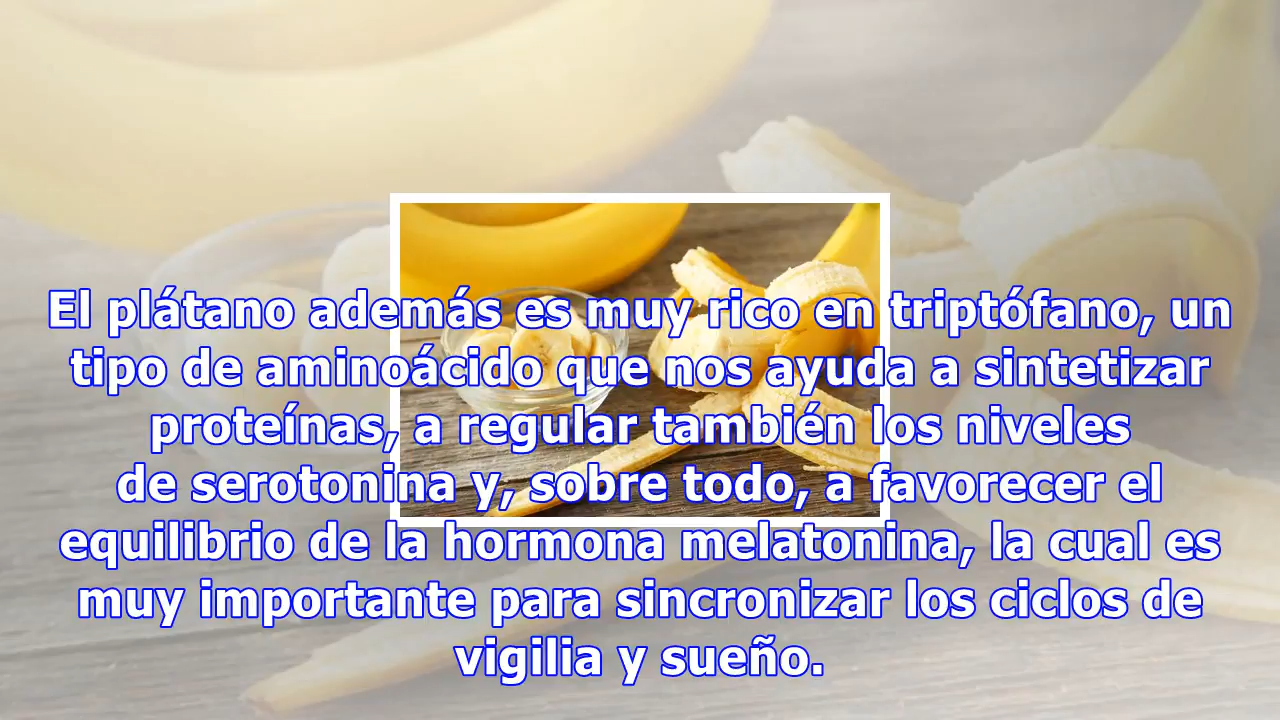 El plátano además es muy rico en triptófano, un
tipo de aminoácido que nos ayuda a sintetizar
proteínas, a regular también los niveles
de serotonina y, sobre todo, a favorecer el
equilibrio de la hormona melatonina, la cual es
muy importante para sincronizar los ciclos de
vigilia y sueño.